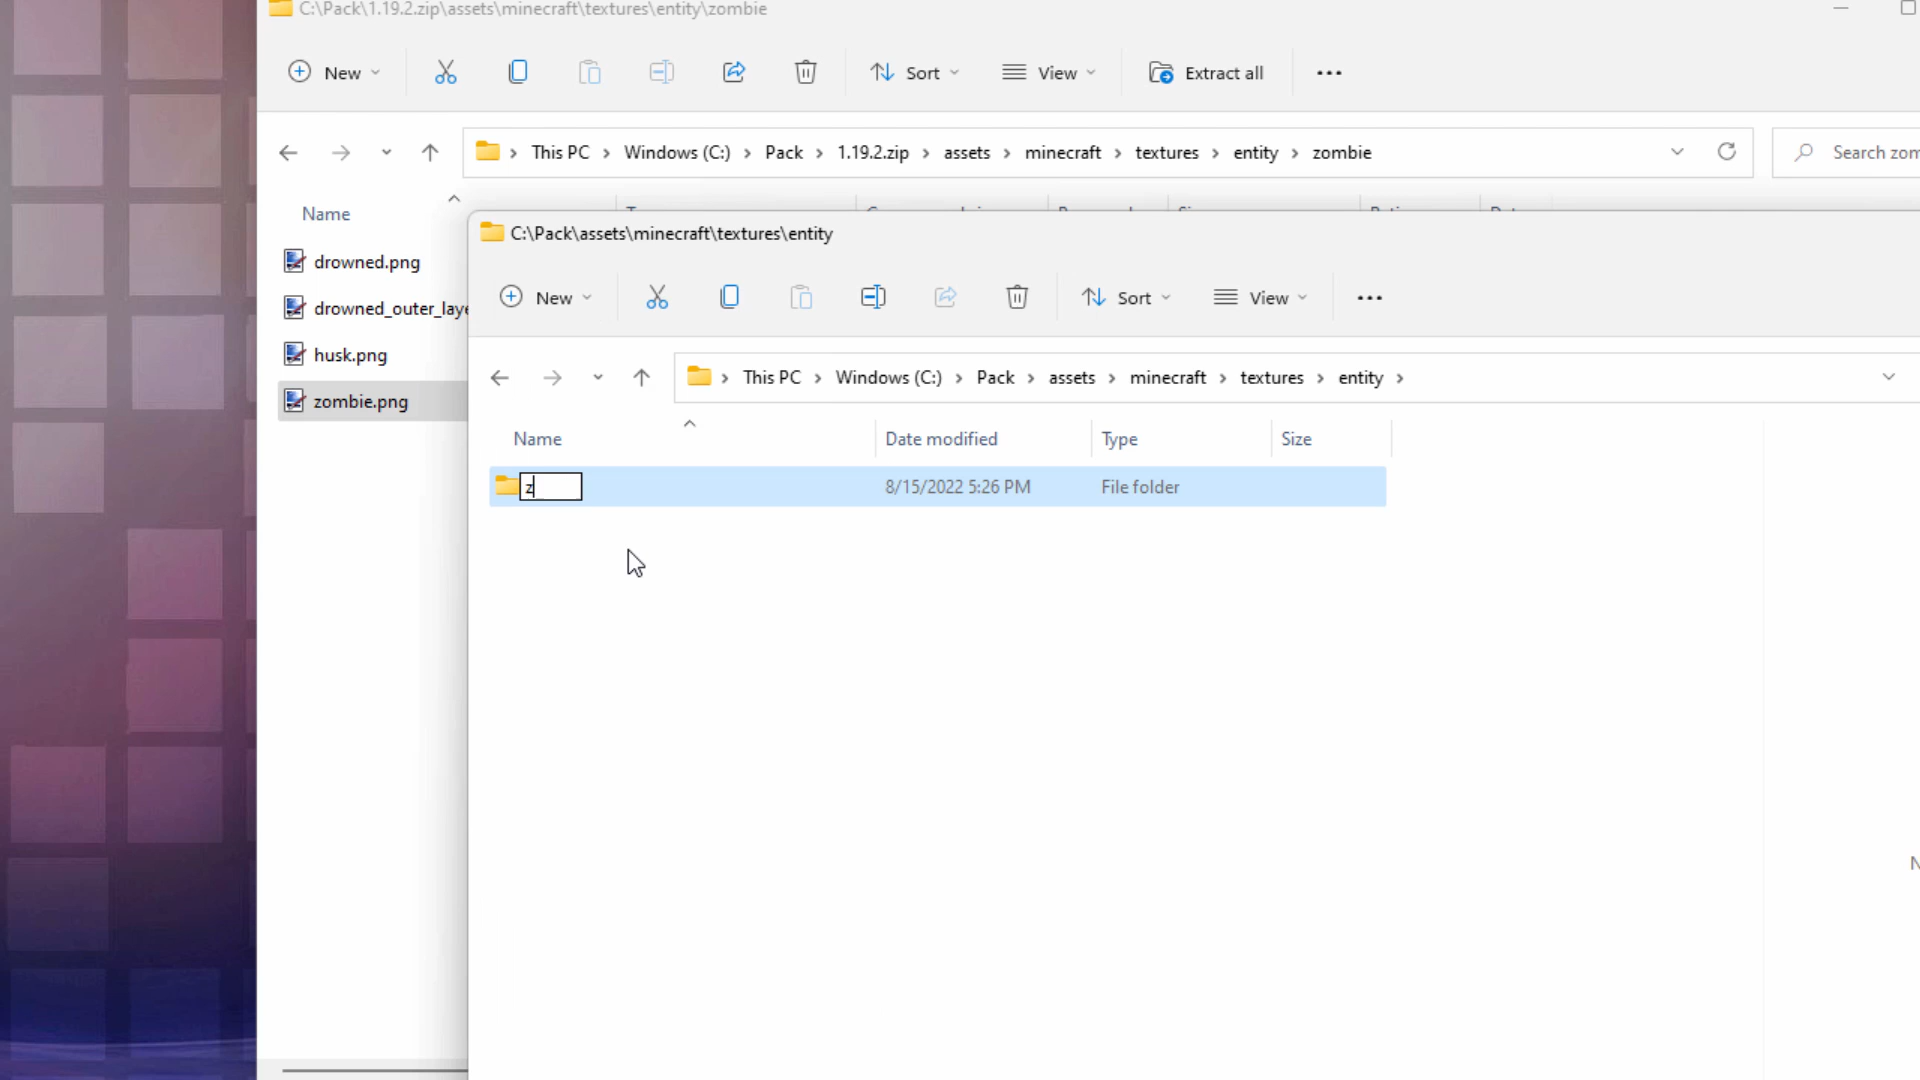 C:\Pack\1.19.2.zip\assets\minecraft\textures\entity\zombie
New
Sort
View
Extract all
This PC > Windows (C:) > Pack > 1.19.2.zip > assets > minecraft > textures > entity > zombie
Search zom
Name
drowned.png
drowned_outer_laye
husk.png
zombie.png
C:\Pack\assets\minecraft\textures\entity
New
Sort
View
This PC > Windows (C:) > Pack > assets > minecraft > textures > entity >
Name Date modified Type Size
z 8/15/2022 5:26 PM File folder
N